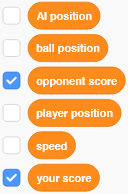 AI position
ball position
opponent score
player position
speed
your score